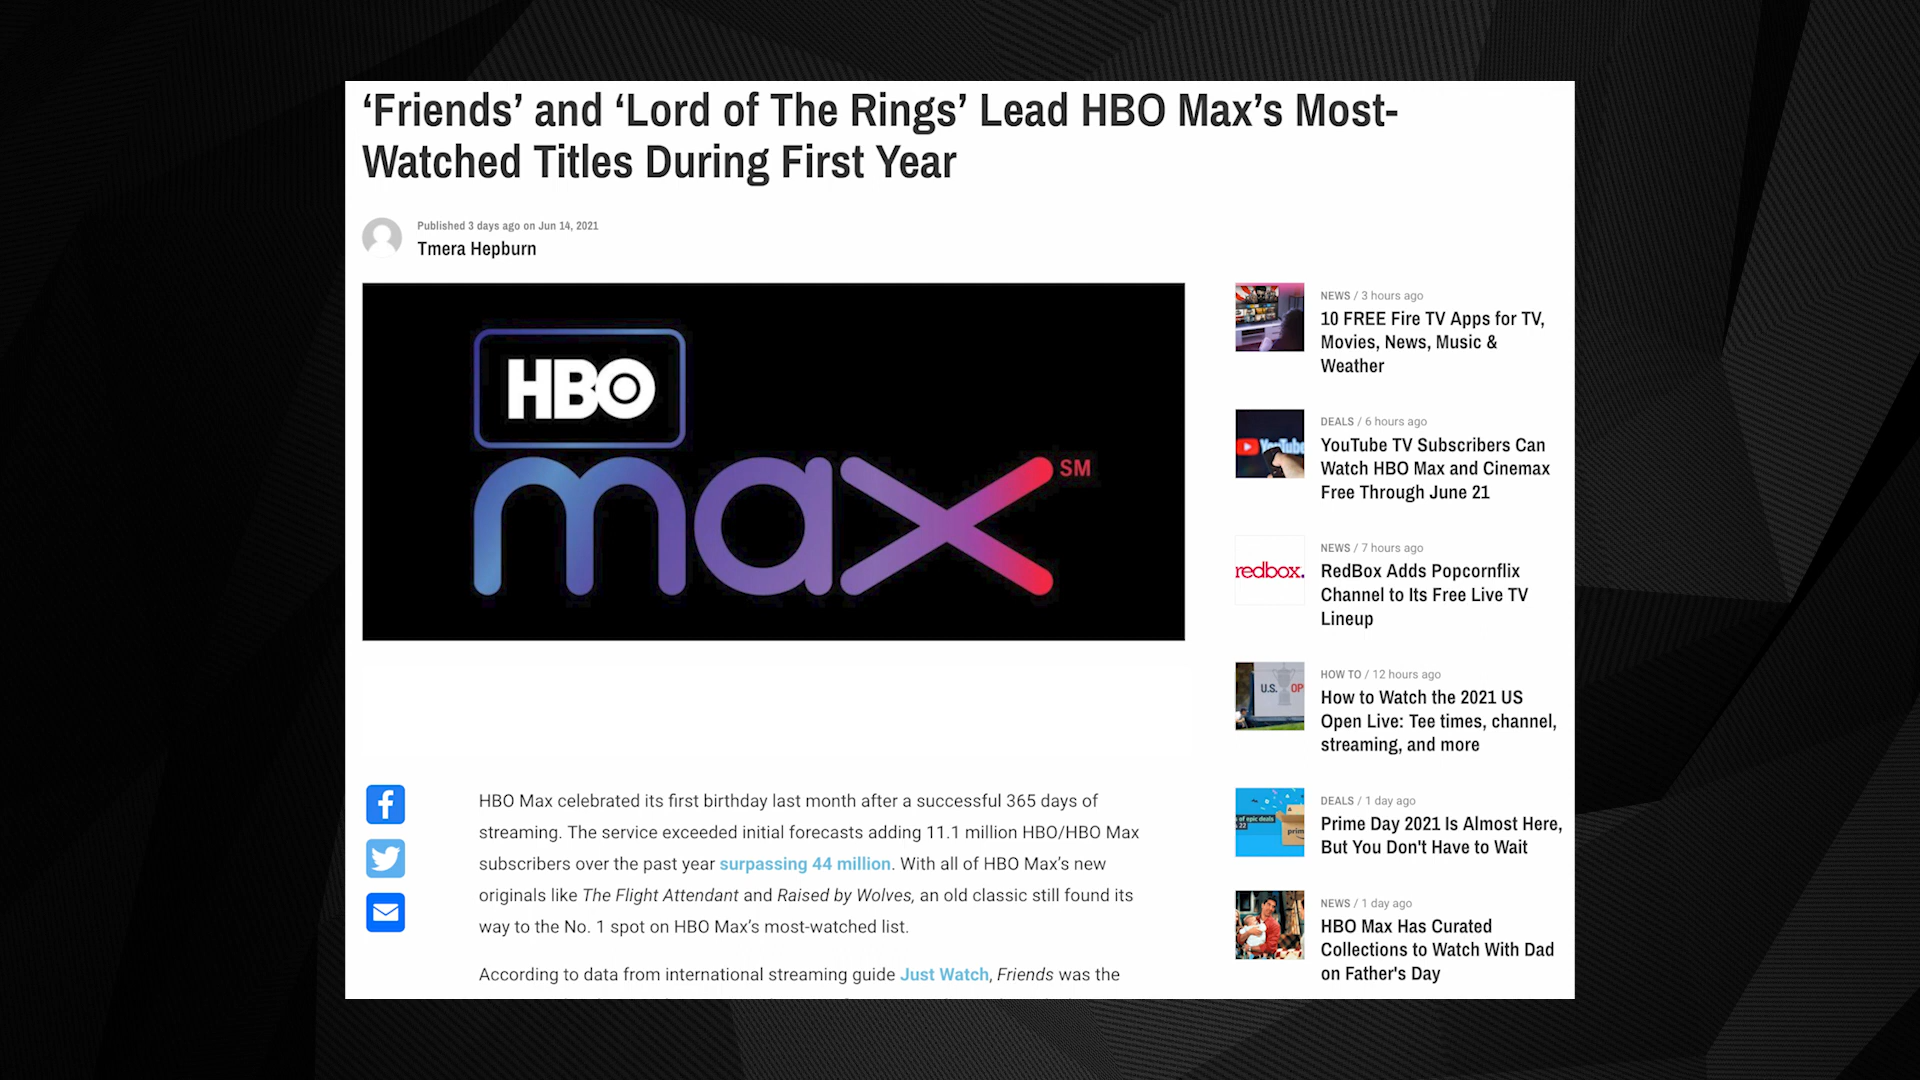 ‘Friends’ and ‘Lord of The Rings’ Lead HBO Max’s Most-
Watched Titles During First Year
Published 3 days ago on Jun 14, 2021
Tmera Hepburn
HBO
max SM
HBO Max celebrated its first birthday last month after a successful 365 days of
streaming. The service exceeded initial forecasts adding 11.1 million HBO/HBO Max
subscribers over the past year surpassing 44 million. With all of HBO Max’s new
originals like The Flight Attendant and Raised by Wolves, an old classic still found its
way to the No. 1 spot on HBO Max’s most-watched list.
According to data from international streaming guide Just Watch, Friends was the
NEWS / 3 hours ago
10 FREE Fire TV Apps for TV,
Movies, News, Music &
Weather
YouTube
DEALS / 6 hours ago
YouTube TV Subscribers Can
Watch HBO Max and Cinemax
Free Through June 21
redbox.
NEWS / 7 hours ago
RedBox Adds Popcornflix
Channel to Its Free Live TV
Lineup
U.S. OP
HOW TO / 12 hours ago
How to Watch the 2021 US
Open Live: Tee times, channel,
streaming, and more
of epic deals
22
prim
DEALS / 1 day ago
Prime Day 2021 Is Almost Here,
But You Don't Have to Wait
NEWS / 1 day ago
HBO Max Has Curated
Collections to Watch With Dad
on Father's Day